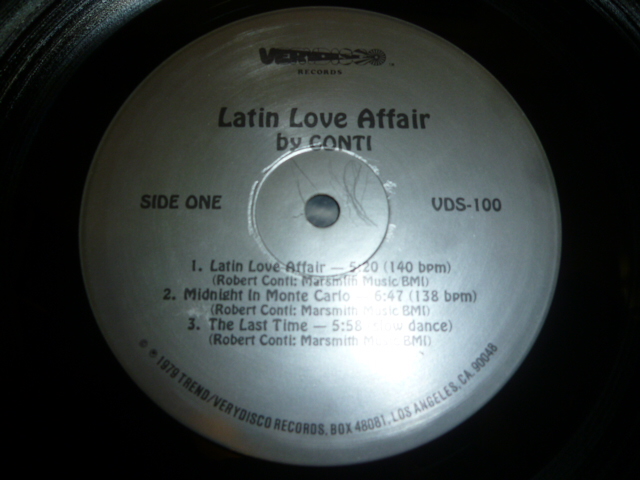 VERYDISCO
RECORDS
Latin Love Affair
by CONTI
SIDE ONE
VDS-100
1. Latin Love Affair — 5:20 (140 bpm)
(Robert Conti: Marsmith Music BMI)
2. Midnight in Monte Carlo — 6:47 (138 bpm)
(Robert Conti: Marsmith Music BMI)
3. The Last Time — 5:58 (slow dance)
(Robert Conti: Marsmith Music BMI)
© ℗ 1979 TREND/VERYDISCO RECORDS, BOX 48081, LOS ANGELES, CA. 90048